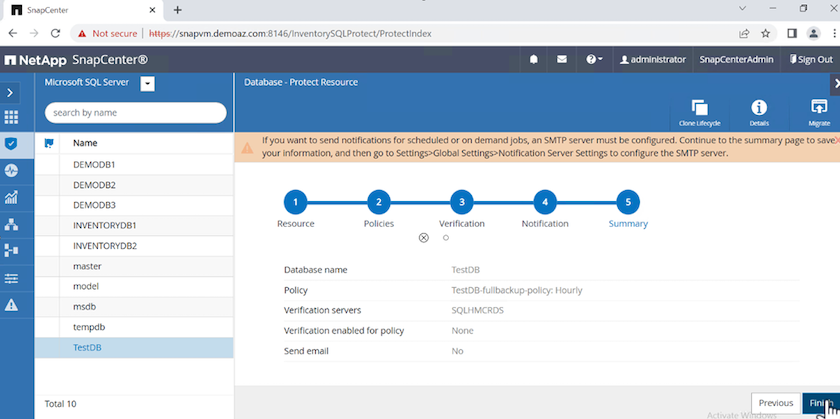 SnapCenter
Not secure | https://snapvm.demoaz.com:8146/InventorySQLProtect/ProtectIndex
NetApp SnapCenter®
administrator SnapCenterAdmin Sign Out
Microsoft SQL Server
search by name
Name
DEMODB1
DEMODB2
DEMODB3
INVENTORYDB1
INVENTORYDB2
master
model
msdb
tempdb
TestDB
Total 10
Database - Protect Resource
Clone Lifecycle Details Migrate
If you want to send notifications for scheduled or on demand jobs, an SMTP server must be configured. Continue to the summary page to save
your information, and then go to Settings>Global Settings>Notification Server Settings to configure the SMTP server.
1 2 3 4 5
Resource Policies Verification Notification Summary
Database name TestDB
Policy TestDB-fullbackup-policy: Hourly
Verification servers SQLHMCRDS
Verification enabled for policy None
Send email No
Previous
Activate Windows